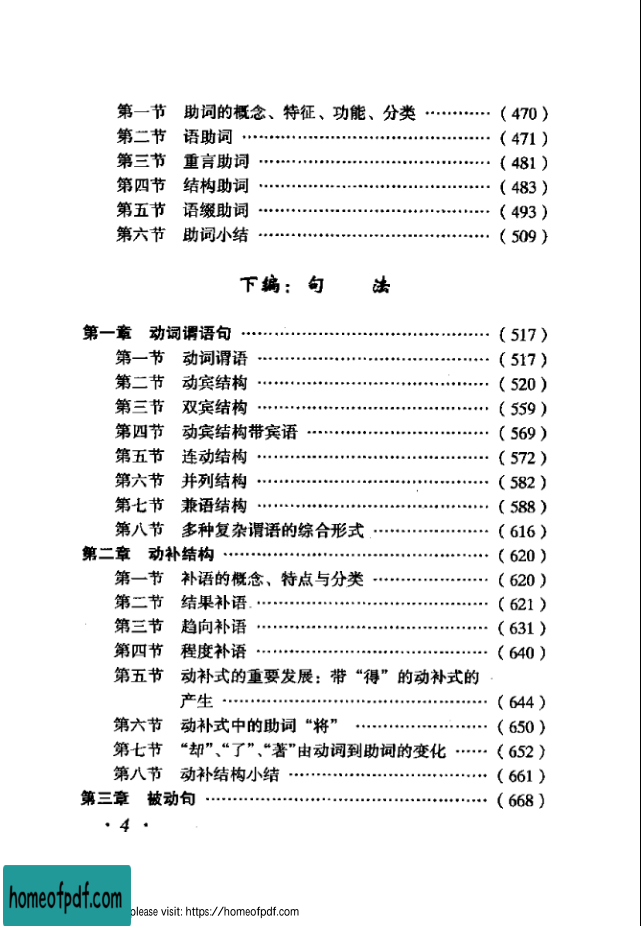 第一节 助词的概念、特征、功能、分类 ………… (470)
第二节 语助词 ……………………………………… (471)
第三节 重言助词 …………………………………… (481)
第四节 结构助词 …………………………………… (483)
第五节 语缀助词 …………………………………… (493)
第六节 助词小结 …………………………………… (509)
下编：句 法
第一章 动词谓语句 ……………………………………… (517)
第一节 动词谓语 …………………………………… (517)
第二节 动宾结构 …………………………………… (520)
第三节 双宾结构 …………………………………… (559)
第四节 动宾结构带宾语 …………………………… (569)
第五节 连动结构 …………………………………… (572)
第六节 并列结构 …………………………………… (582)
第七节 兼语结构 …………………………………… (588)
第八节 多种复杂谓语的综合形式 ………………… (616)
第二章 动补结构 ………………………………………… (620)
第一节 补语的概念、特点与分类 ………………… (620)
第二节 结果补语 …………………………………… (621)
第三节 趋向补语 …………………………………… (631)
第四节 程度补语 …………………………………… (640)
第五节 动补式的重要发展：带“得”的动补式的
产生 ………………………………………… (644)
第六节 动补式中的助词“将” …………………… (650)
第七节 “却”、“了”、“著”由动词到助词的变化 …… (652)
第八节 动补结构小结 ……………………………… (661)
第三章 被动句 …………………………………………… (668)
· 4 ·
homeofpdf.com
please visit: https://homeofpdf.com